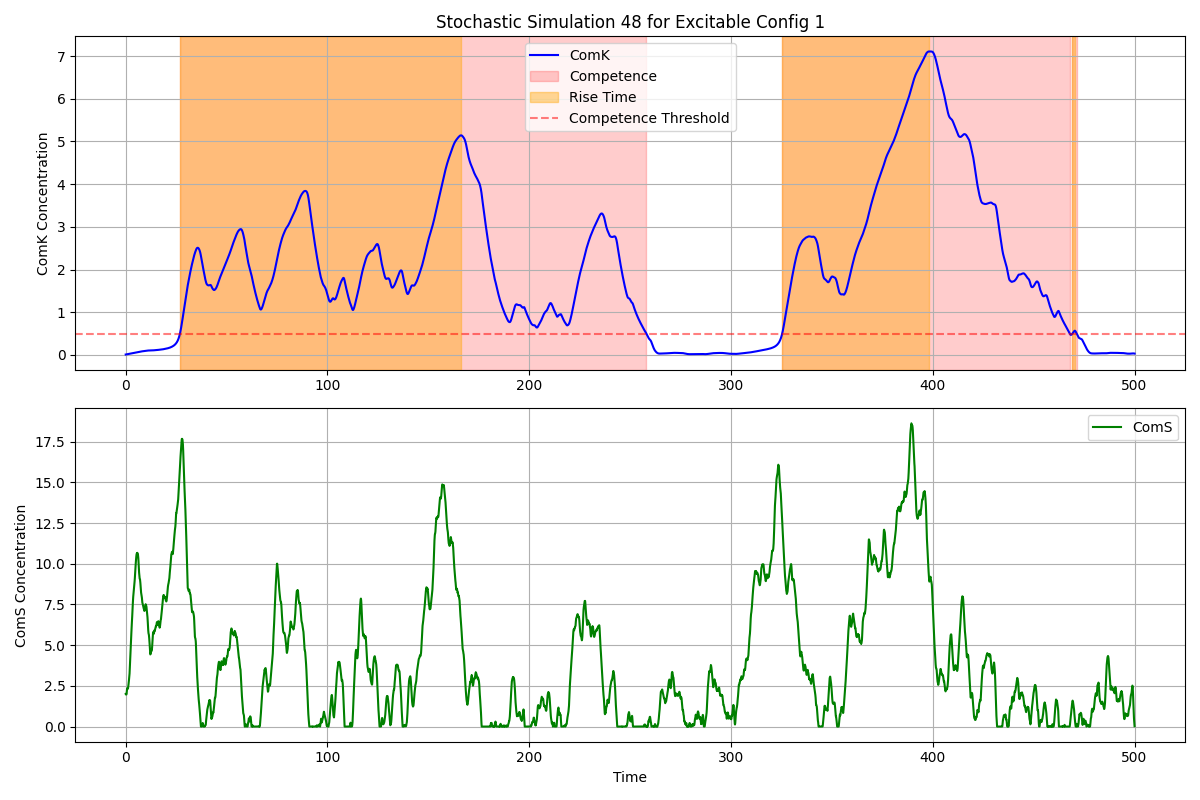 Stochastic Simulation 48 for Excitable Config 1
ComK Concentration
7
6
5
4
3
2
1
0
ComK
Competence
Rise Time
Competence Threshold
0 100 200 300 400 500
ComS Concentration
17.5
15.0
12.5
10.0
7.5
5.0
2.5
0.0
ComS
0 100 200 300 400 500
Time